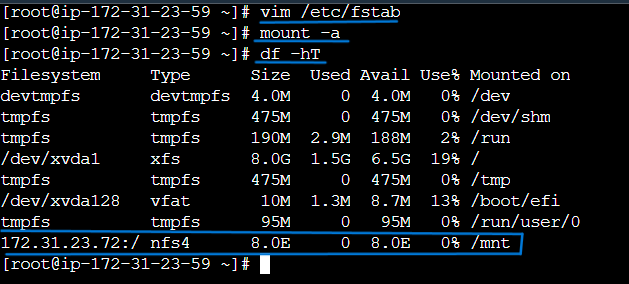 [root@ip-172-31-23-59 ~]# vim /etc/fstab
[root@ip-172-31-23-59 ~]# mount -a
[root@ip-172-31-23-59 ~]# df -hT
Filesystem     Type      Size  Used Avail Use% Mounted on
devtmpfs       devtmpfs  4.0M     0  4.0M   0% /dev
tmpfs          tmpfs     475M     0  475M   0% /dev/shm
tmpfs          tmpfs     190M  2.9M  188M   2% /run
/dev/xvda1     xfs       8.0G  1.5G  6.5G  19% /
tmpfs          tmpfs     475M     0  475M   0% /tmp
/dev/xvda128   vfat       10M  1.3M  8.7M  13% /boot/efi
tmpfs          tmpfs      95M     0   95M   0% /run/user/0
172.31.23.72:/ nfs4      8.0E     0  8.0E   0% /mnt
[root@ip-172-31-23-59 ~]#